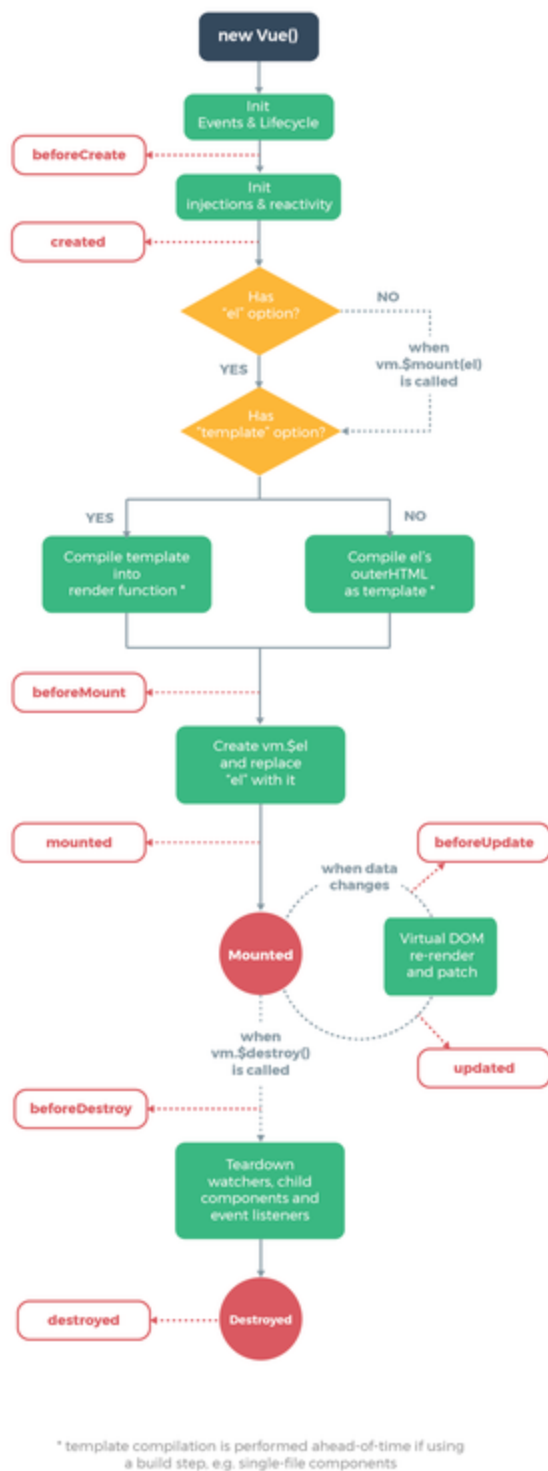 new Vue()
Init
Events & Lifecycle
beforeCreate
Init
injections & reactivity
created
Has
"el" option?
NO
when
vm.$mount(el)
is called
YES
Has
"template" option?
YES
NO
Compile template
into
render function *
Compile el's
outerHTML
as template *
beforeMount
Create vm.$el
and replace
"el" with it
mounted
beforeUpdate
when data
changes
Mounted
Virtual DOM
re-render
and patch
when
vm.$destroy()
is called
updated
beforeDestroy
Teardown
watchers, child
components and
event listeners
destroyed
Destroyed
* template compilation is performed ahead-of-time if using
a build step, e.g. single-file components